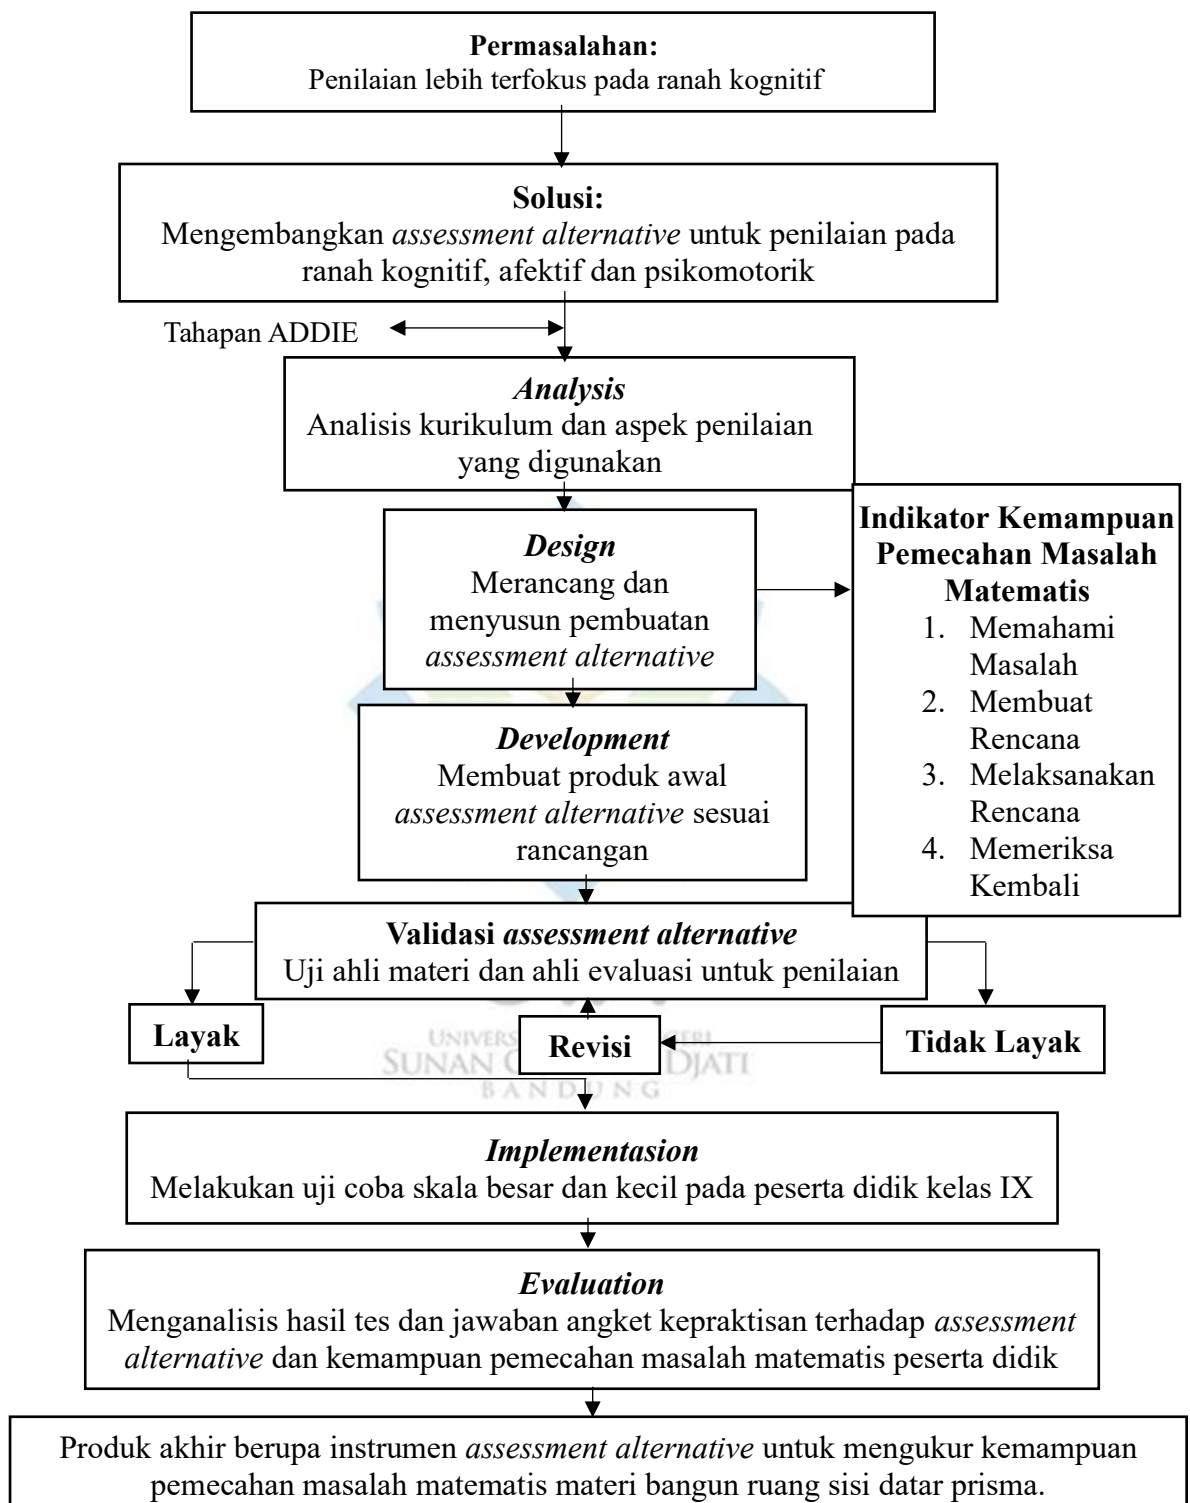 Permasalahan:
Penilaian lebih terfokus pada ranah kognitif
Solusi:
Mengembangkan assessment alternative untuk penilaian pada
ranah kognitif, afektif dan psikomotorik
Tahapan ADDIE
Analysis
Analisis kurikulum dan aspek penilaian
yang digunakan
Design
Merancang dan
menyusun pembuatan
assessment alternative
Indikator Kemampuan
Pemecahan Masalah
Matematis
1. Memahami
Masalah
2. Membuat
Rencana
3. Melaksanakan
Rencana
4. Memeriksa
Kembali
Development
Membuat produk awal
assessment alternative sesuai
rancangan
Validasi assessment alternative
Uji ahli materi dan ahli evaluasi untuk penilaian
Layak
Revisi
Tidak Layak
SUNAN DJATI
BANDUNG
Implementasion
Melakukan uji coba skala besar dan kecil pada peserta didik kelas IX
Evaluation
Menganalisis hasil tes dan jawaban angket kepraktisan terhadap assessment
alternative dan kemampuan pemecahan masalah matematis peserta didik
Produk akhir berupa instrumen assessment alternative untuk mengukur kemampuan
pemecahan masalah matematis materi bangun ruang sisi datar prisma.